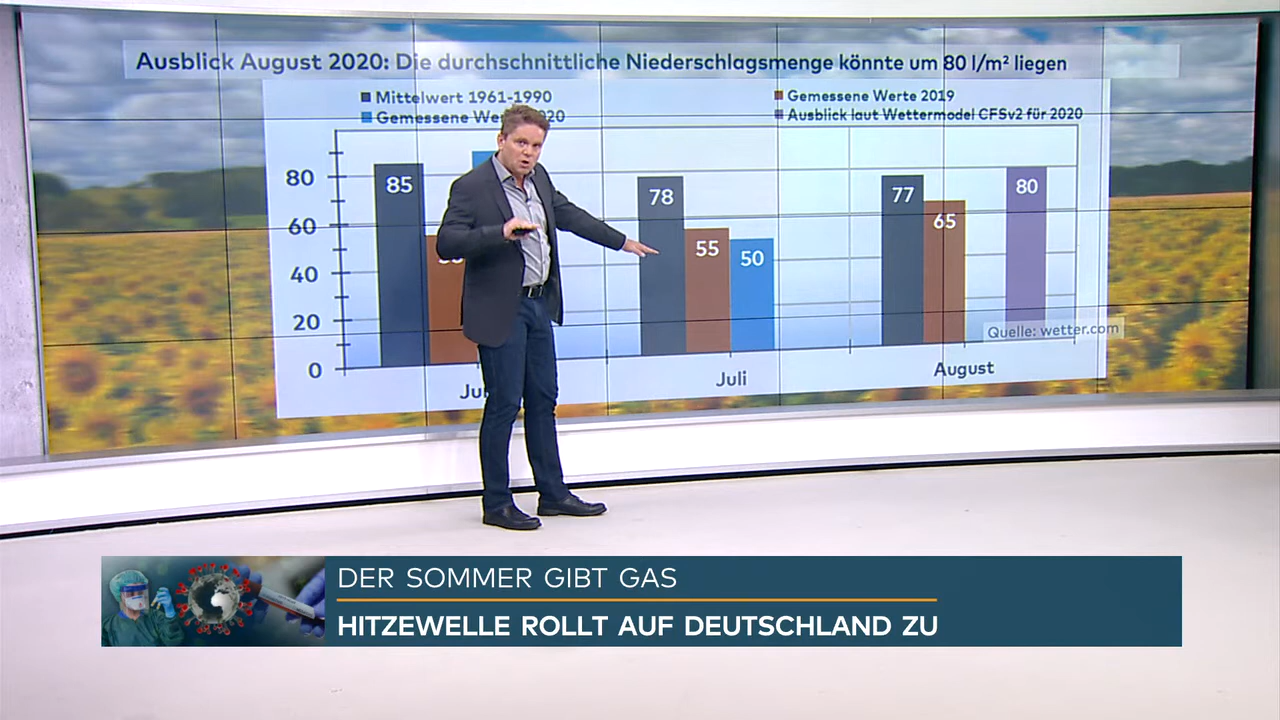 Ausblick August 2020: Die durchschnittliche Niederschlagsmenge könnte um 80 l/m² liegen
Mittelwert 1961-1990
Gemessene Werte 2019
Gemessene 20
Ausblick laut Wettermodel CFSv2 für 2020
80
60
40
20
0
85
78
55
50
77
65
80
Quelle: wetter.com
Juli
August
DER SOMMER GIBT GAS
HITZEWELLE ROLLT AUF DEUTSCHLAND ZU